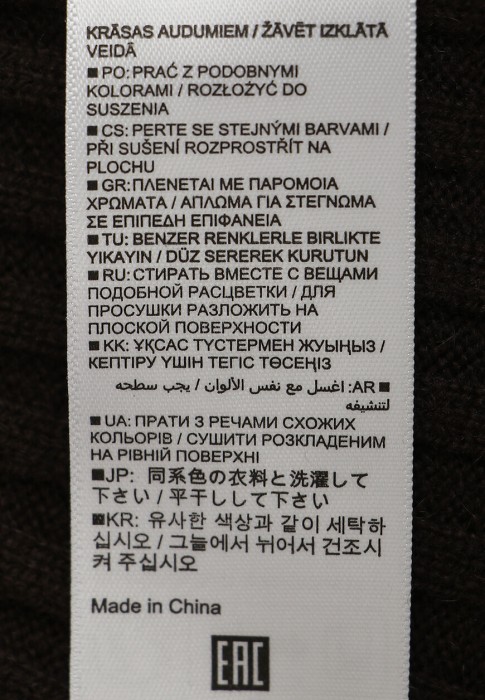 KRĀSAS AUDUMIEM / ŽĀVĒT IZKLĀTĀ
VEIDĀ
■ PO: PRAĆ Z PODOBNYMI
KOLORAMI / ROZŁOŻYĆ DO
SUSZENIA
■ CS: PERTE SE STEJNÝMI BARVAMI /
PŘI SUŠENÍ ROZPROSTŘÍT NA
PLOCHU
■ GR: ΠΛΕΝΕΤΑΙ ΜΕ ΠΑΡΟΜΟΙΑ
ΧΡΩΜΑΤΑ / ΑΠΛΩΜΑ ΓΙΑ ΣΤΕΓΝΩΜΑ
ΣΕ ΕΠΙΠΕΔΗ ΕΠΙΦΑΝΕΙΑ
■ TU: BENZER RENKLERLE BIRLIKTE
YIKAYIN / DÜZ SEREREK KURUTUN
■ RU: СТИРАТЬ ВМЕСТЕ С ВЕЩАМИ
ПОДОБНОЙ РАСЦВЕТКИ / ДЛЯ
ПРОСУШКИ РАЗЛОЖИТЬ НА
ПЛОСКОЙ ПОВЕРХНОСТИ
■ KK: ҰҚСАС ТҮСТЕРМЕН ЖУЫҢЫЗ /
КЕПТІРУ ҮШІН ТЕГІС ТӨСЕҢІЗ
■ AR: اغسل مع نفس الألوان / يجب سطحه
لتنشيفه
■ UA: ПРАТИ З РЕЧАМИ СХОЖИХ
КОЛЬОРІВ / СУШИТИ РОЗКЛАДЕНИМ
НА РІВНІЙ ПОВЕРХНІ
■JP: 同系色の衣料と洗濯して
下さい / 平干しして下さい
■KR: 유사한 색상과 같이 세탁하
십시오 / 그늘에서 뉘어서 건조시
켜 주십시오
Made in China
EAC